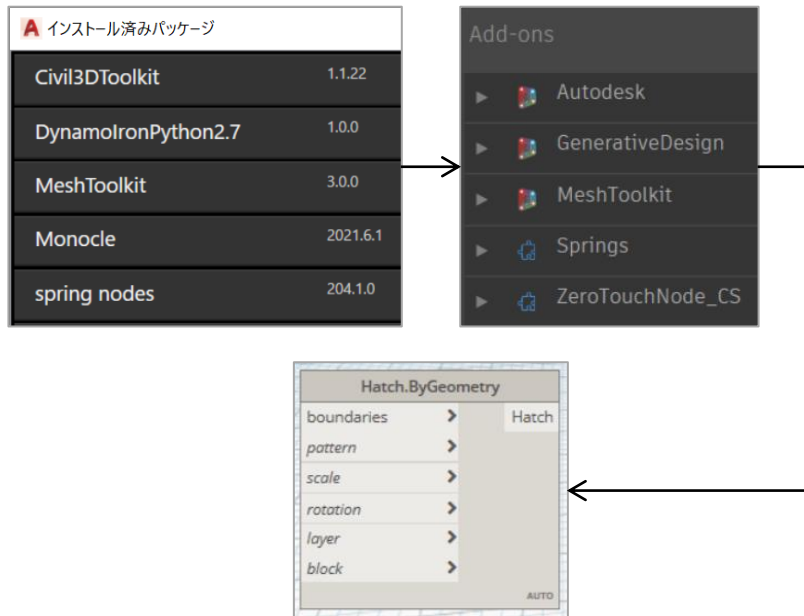 インストール済みパッケージ
Civil3DToolkit 1.1.22
DynamoIronPython2.7 1.0.0
MeshToolkit 3.0.0
Monocle 2021.6.1
spring nodes 204.1.0
Add-ons
Autodesk
GenerativeDesign
MeshToolkit
Springs
ZeroTouchNode_CS
Hatch.ByGeometry
boundaries Hatch
pattern
scale
rotation
layer
block
AUTO